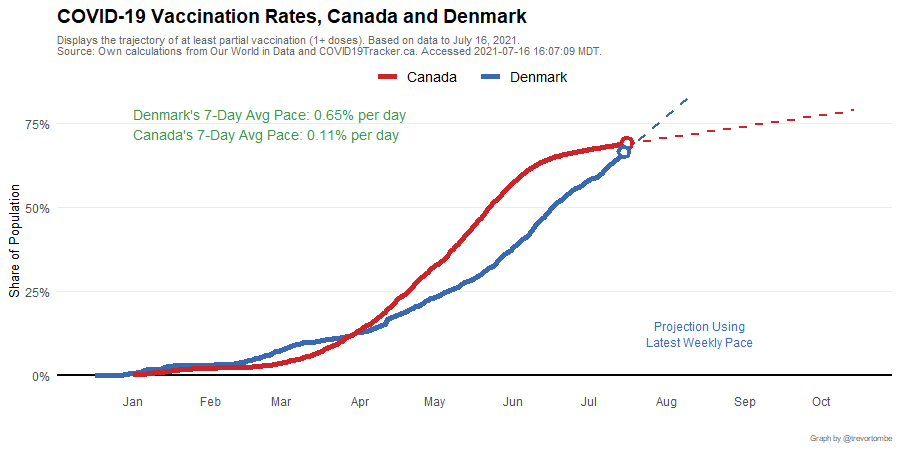 COVID-19 Vaccination Rates, Canada and Denmark
Displays the trajectory of at least partial vaccination (1+ doses). Based on data to July 16, 2021.
Source: Own calculations from Our World in Data and COVID19Tracker.ca. Accessed 2021-07-16 16:07:09 MDT.
Canada Denmark
Denmark's 7-Day Avg Pace: 0.65% per day
Canada's 7-Day Avg Pace: 0.11% per day
75%
50%
25%
0%
Share of Population
Projection Using
Latest Weekly Pace
Jan Feb Mar Apr May Jun Jul Aug Sep Oct
Graph by @trevortombe